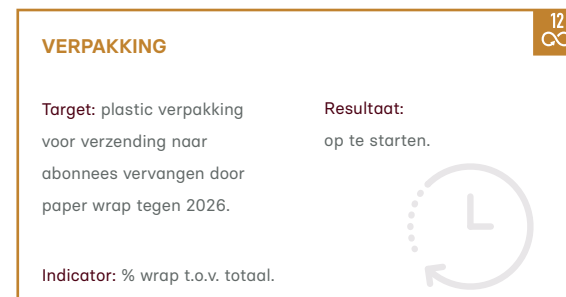 VERPAKKING
12
Target: plastic verpakking
voor verzending naar
abonnees vervangen door
paper wrap tegen 2026.
Indicator: % wrap t.o.v. totaal.
Resultaat:
op te starten.